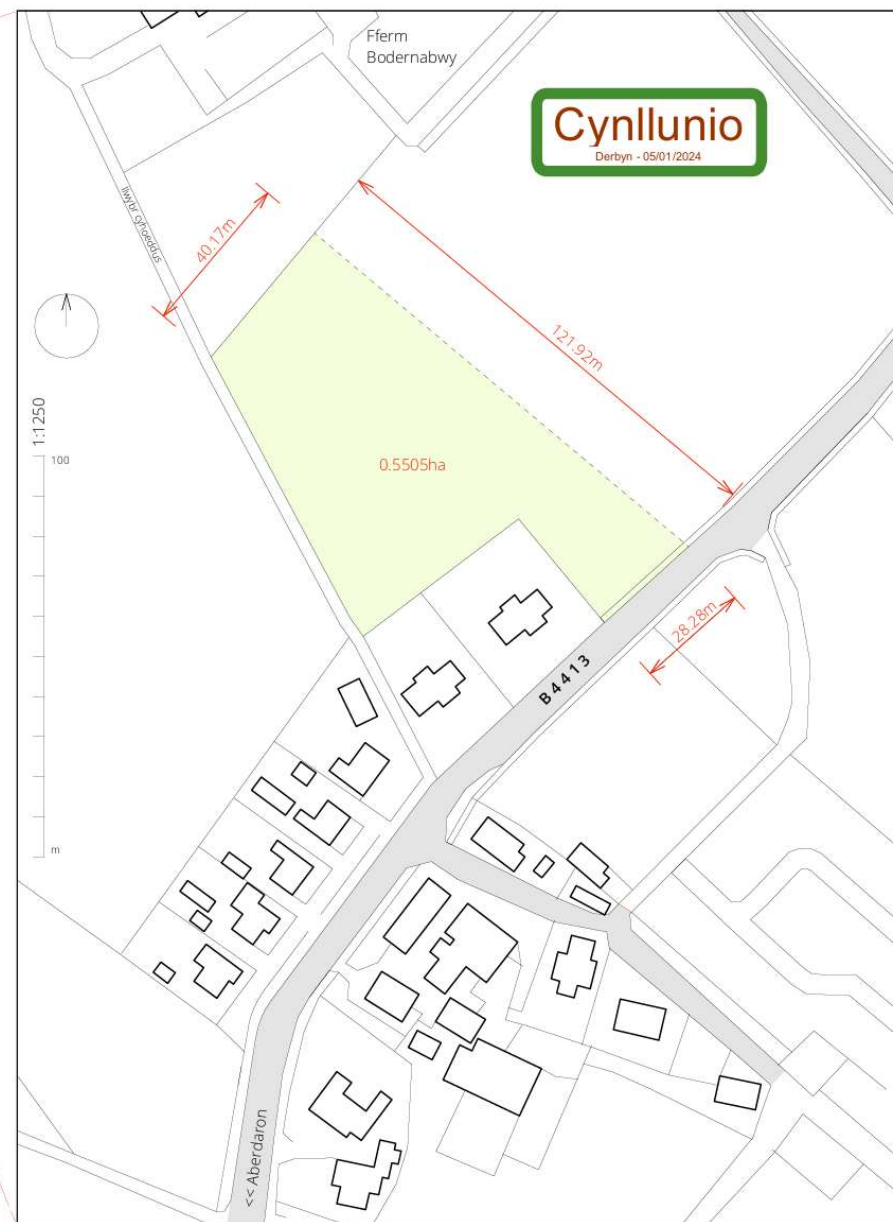 Fferm
Bodernabwy
Cynllunio
Derbyn - 05/01/2024
llwybr cyhoeddus
40.17m
121.92m
1:1250
100
0.5505ha
28.28m
B4413
m
<< Aberdaron